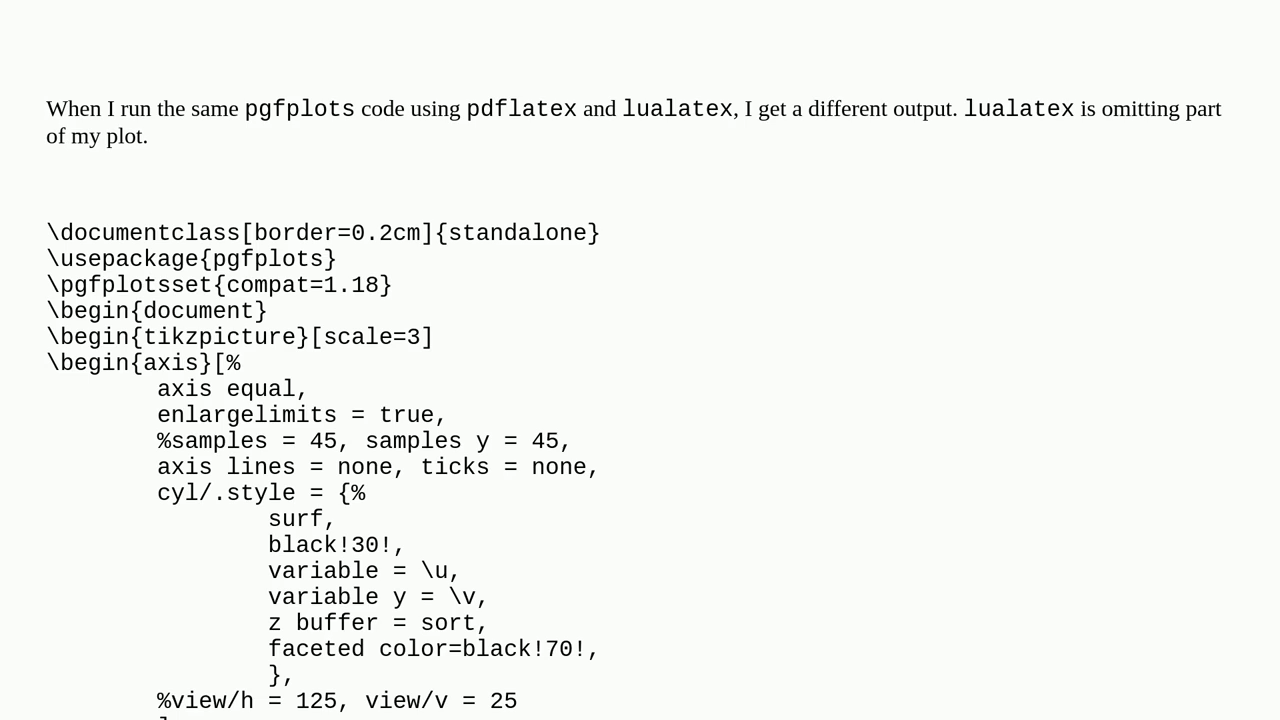 When I run the same pgfplots code using pdflatex and lualatex, I get a different output. lualatex is omitting part
of my plot.
\documentclass[border=0.2cm]{standalone}
\usepackage{pgfplots}
\pgfplotsset{compat=1.18}
\begin{document}
\begin{tikzpicture}[scale=3]
\begin{axis}[%
        axis equal,
        enlargelimits = true,
        %samples = 45, samples y = 45,
        axis lines = none, ticks = none,
        cyl/.style = {%
                surf,
                black!30!,
                variable = \u,
                variable y = \v,
                z buffer = sort,
                faceted color=black!70!,
                },
        %view/h = 125, view/v = 25